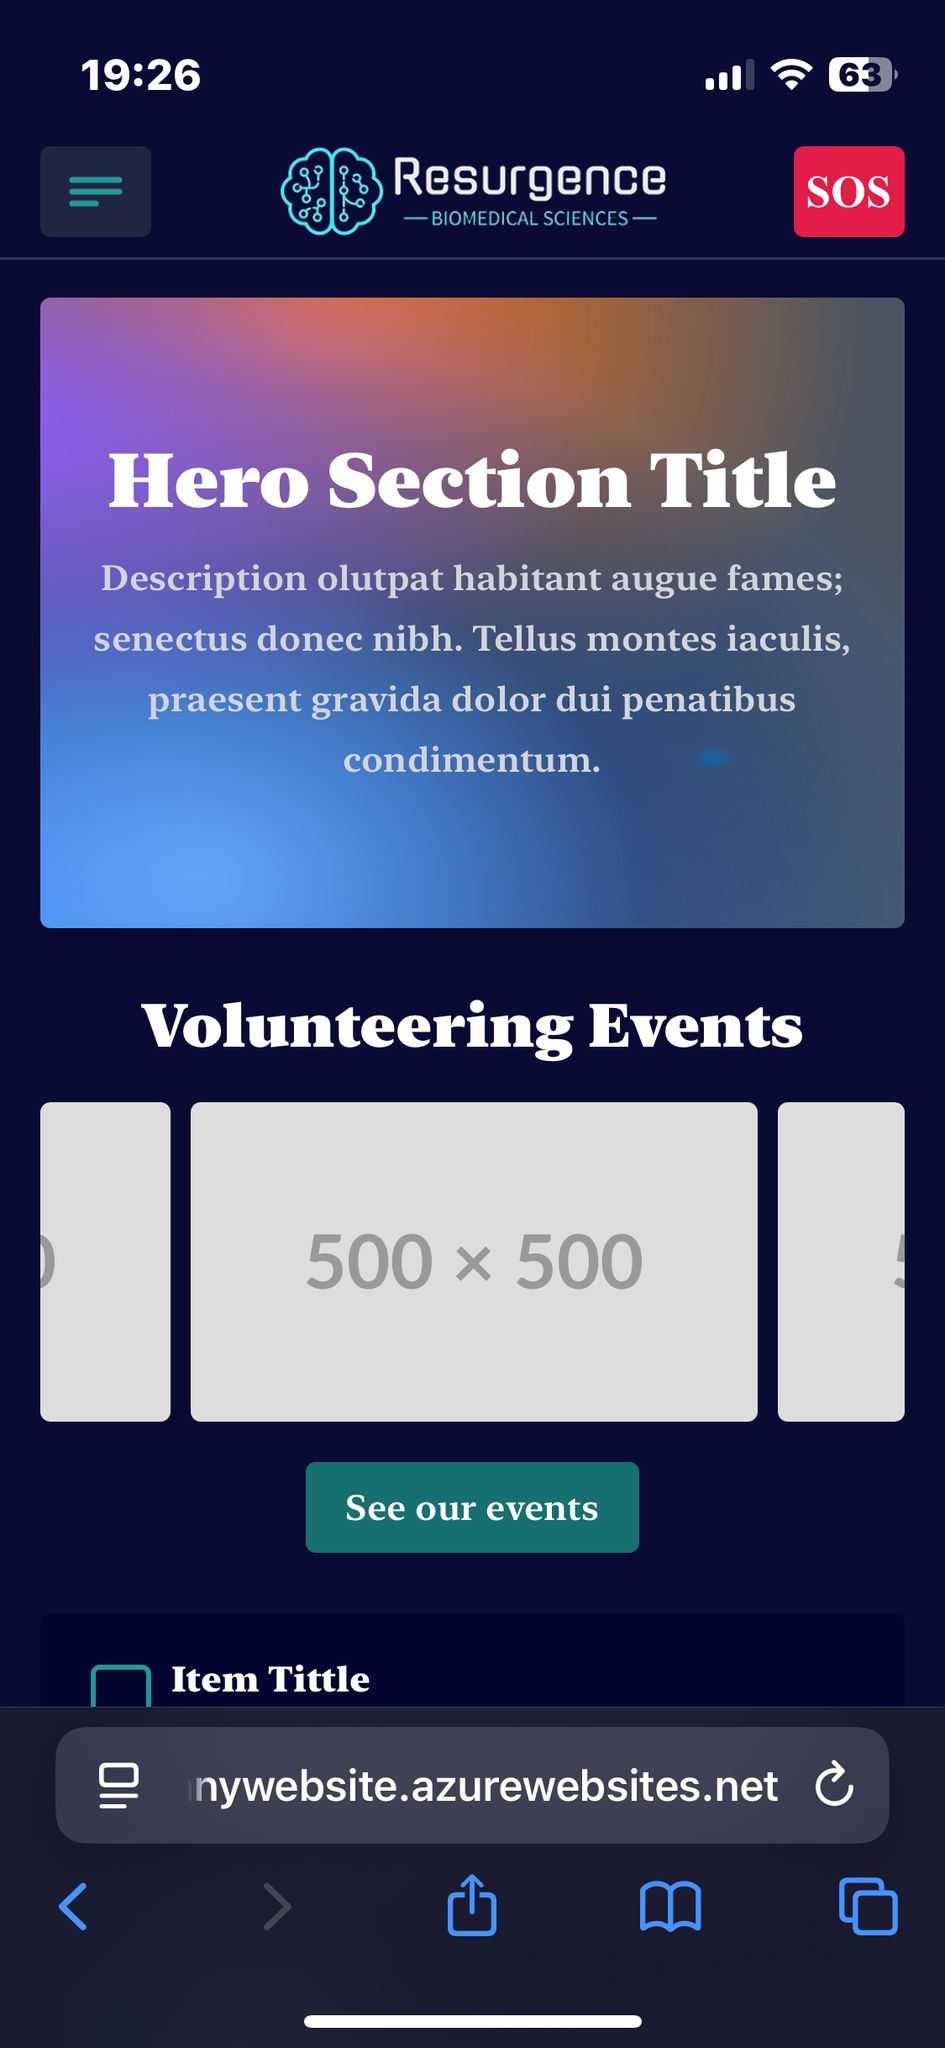 19:26
63
Resurgence
BIOMEDICAL SCIENCES
SOS
Hero Section Title
Description olutpat habitant augue fames;
senectus donec nibh. Tellus montes iaculis,
praesent gravida dolor dui penatibus
condimentum.
Volunteering Events
500 × 500
See our events
Item Tittle
nywebsite.azurewebsites.net